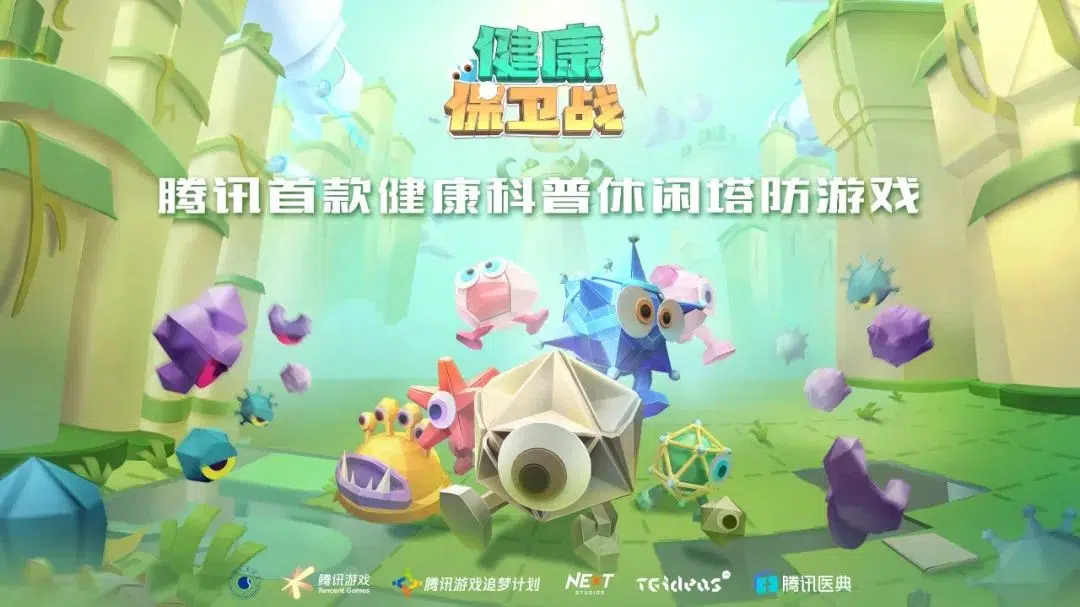 健康
保卫战
腾讯首款健康科普休闲塔防游戏
腾讯游戏
Tencent Games
腾讯游戏追梦计划
NEXT
STUDIOS
TGideas
腾讯医典